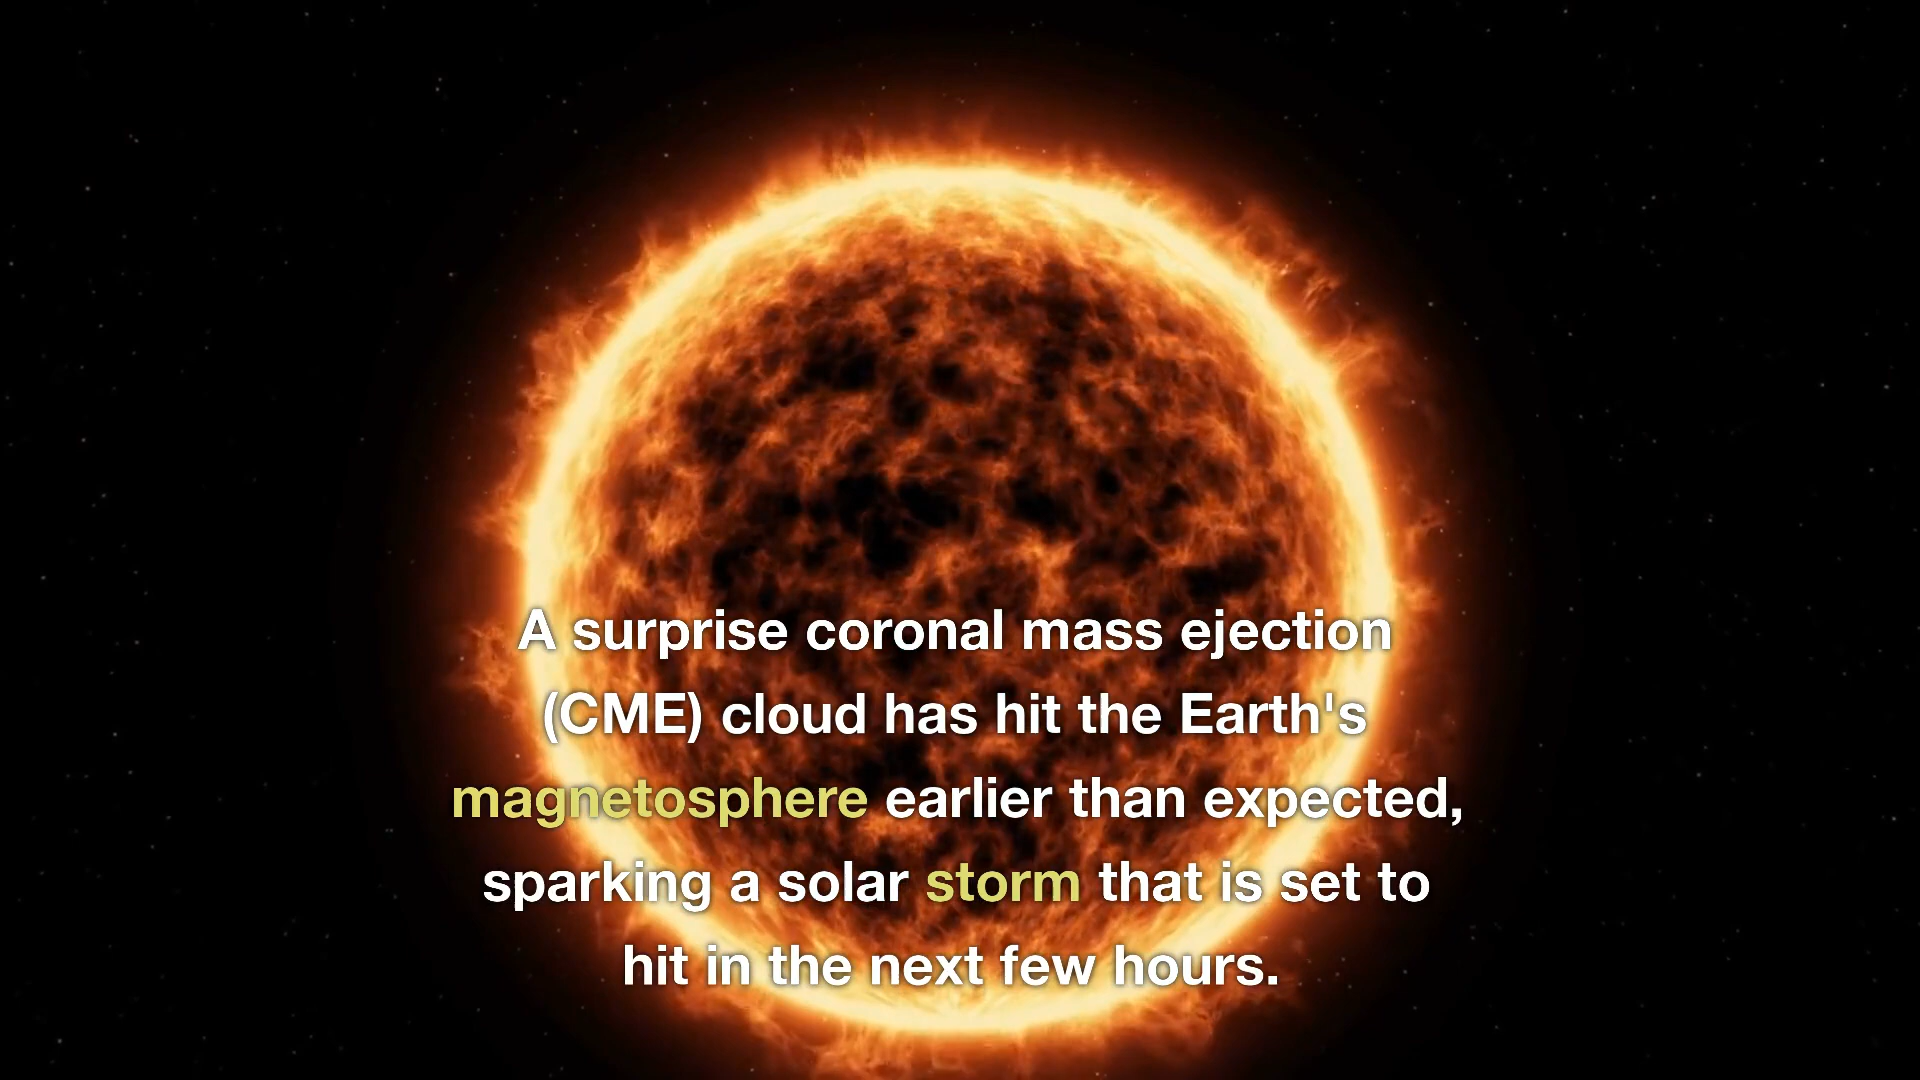 A surprise coronal mass ejection
(CME) cloud has hit the Earth's
magnetosphere earlier than expected,
sparking a solar storm that is set to
hit in the next few hours.